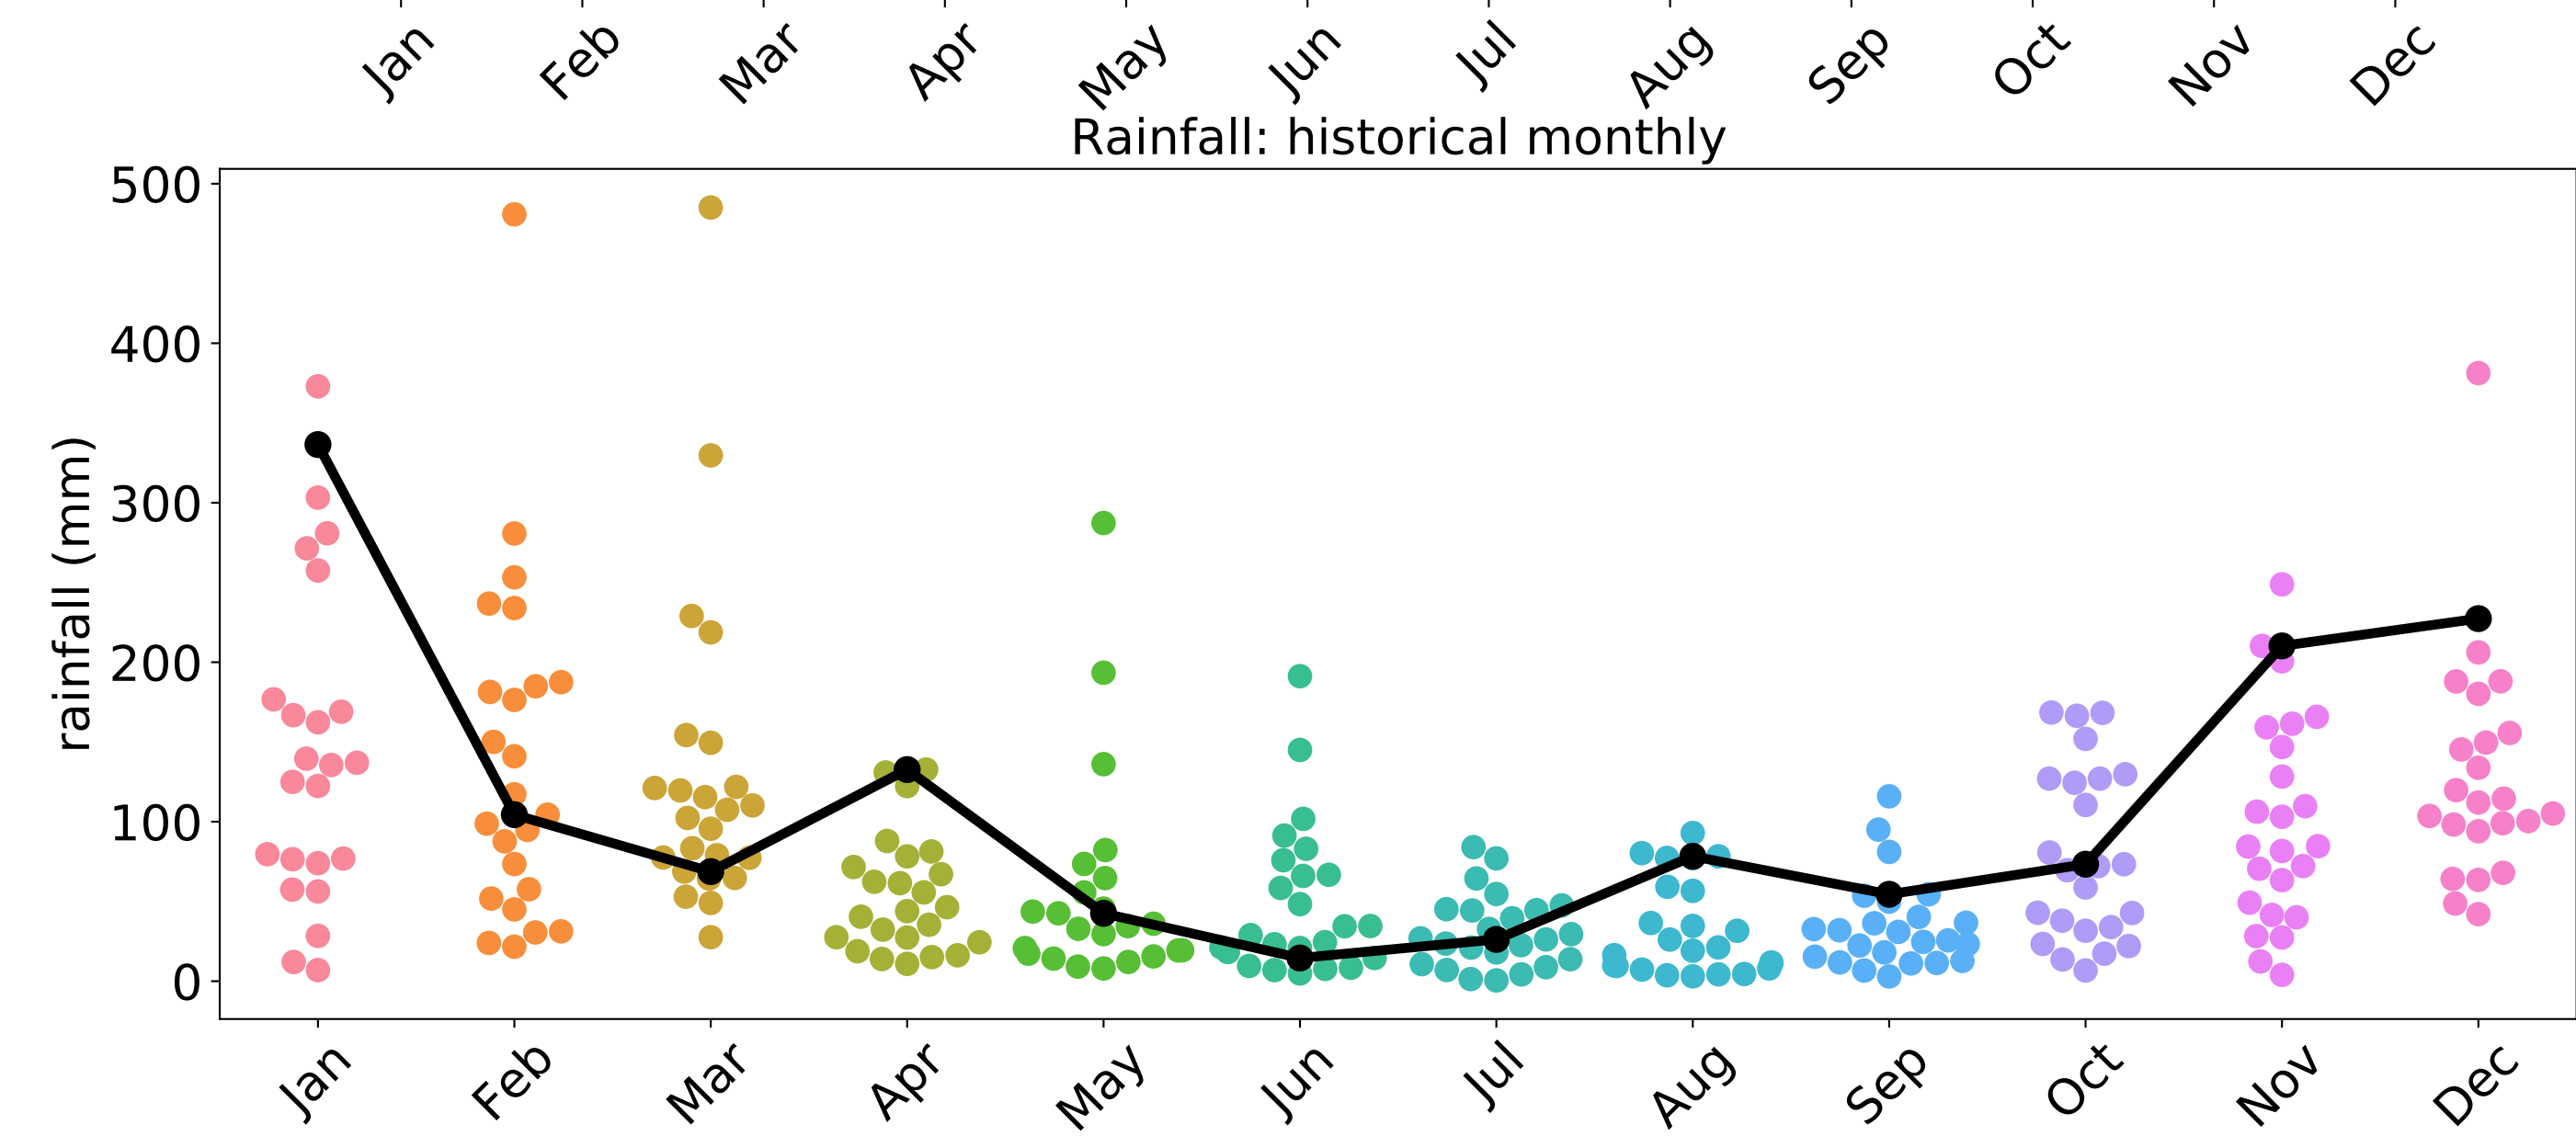 Jan Feb Mar Apr May Jun Jul Aug Sep Oct Nov Dec
Rainfall: historical monthly
500
400
300
200
100
0
rainfall (mm)
Jan Feb Mar Apr May Jun Jul Aug Sep Oct Nov Dec